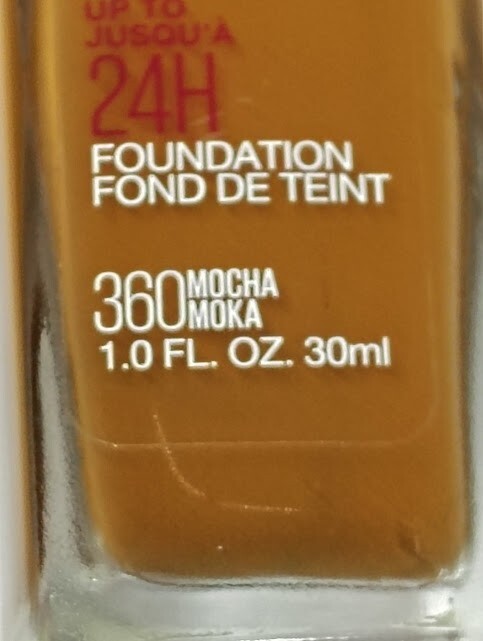 UP TO
JUSQU'À
24H
FOUNDATION
FOND DE TEINT
360 MOCHA
MOKA
1.0 FL. OZ. 30ml